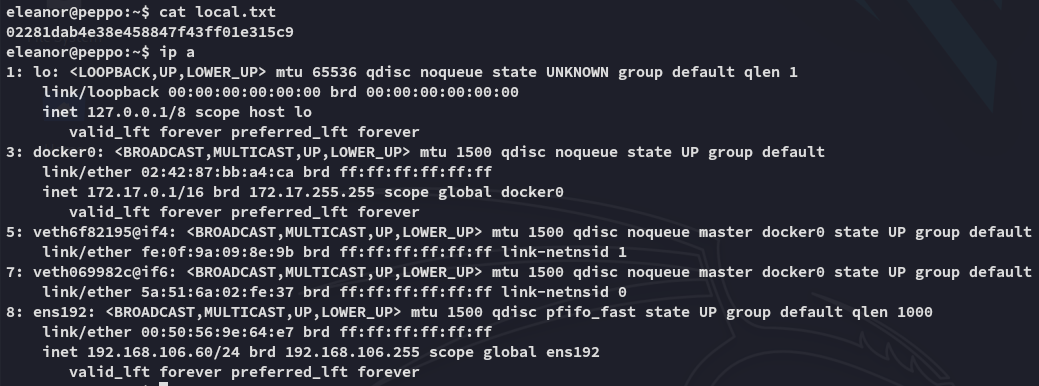 eleanor@peppo:~$ cat local.txt
02281dab4e38e458847f43ff01e315c9
eleanor@peppo:~$ ip a
1: lo: <LOOPBACK,UP,LOWER_UP> mtu 65536 qdisc noqueue state UNKNOWN group default qlen 1
    link/loopback 00:00:00:00:00:00 brd 00:00:00:00:00:00
    inet 127.0.0.1/8 scope host lo
       valid_lft forever preferred_lft forever
3: docker0: <BROADCAST,MULTICAST,UP,LOWER_UP> mtu 1500 qdisc noqueue state UP group default
    link/ether 02:42:87:bb:a4:ca brd ff:ff:ff:ff:ff:ff
    inet 172.17.0.1/16 brd 172.17.255.255 scope global docker0
       valid_lft forever preferred_lft forever
5: veth6f82195@if4: <BROADCAST,MULTICAST,UP,LOWER_UP> mtu 1500 qdisc noqueue master docker0 state UP group default
    link/ether fe:0f:9a:09:8e:9b brd ff:ff:ff:ff:ff:ff link-netnsid 1
7: veth069982c@if6: <BROADCAST,MULTICAST,UP,LOWER_UP> mtu 1500 qdisc noqueue master docker0 state UP group default
    link/ether 5a:51:6a:02:fe:37 brd ff:ff:ff:ff:ff:ff link-netnsid 0
8: ens192: <BROADCAST,MULTICAST,UP,LOWER_UP> mtu 1500 qdisc pfifo_fast state UP group default qlen 1000
    link/ether 00:50:56:9e:64:e7 brd ff:ff:ff:ff:ff:ff
    inet 192.168.106.60/24 brd 192.168.106.255 scope global ens192
       valid_lft forever preferred_lft forever